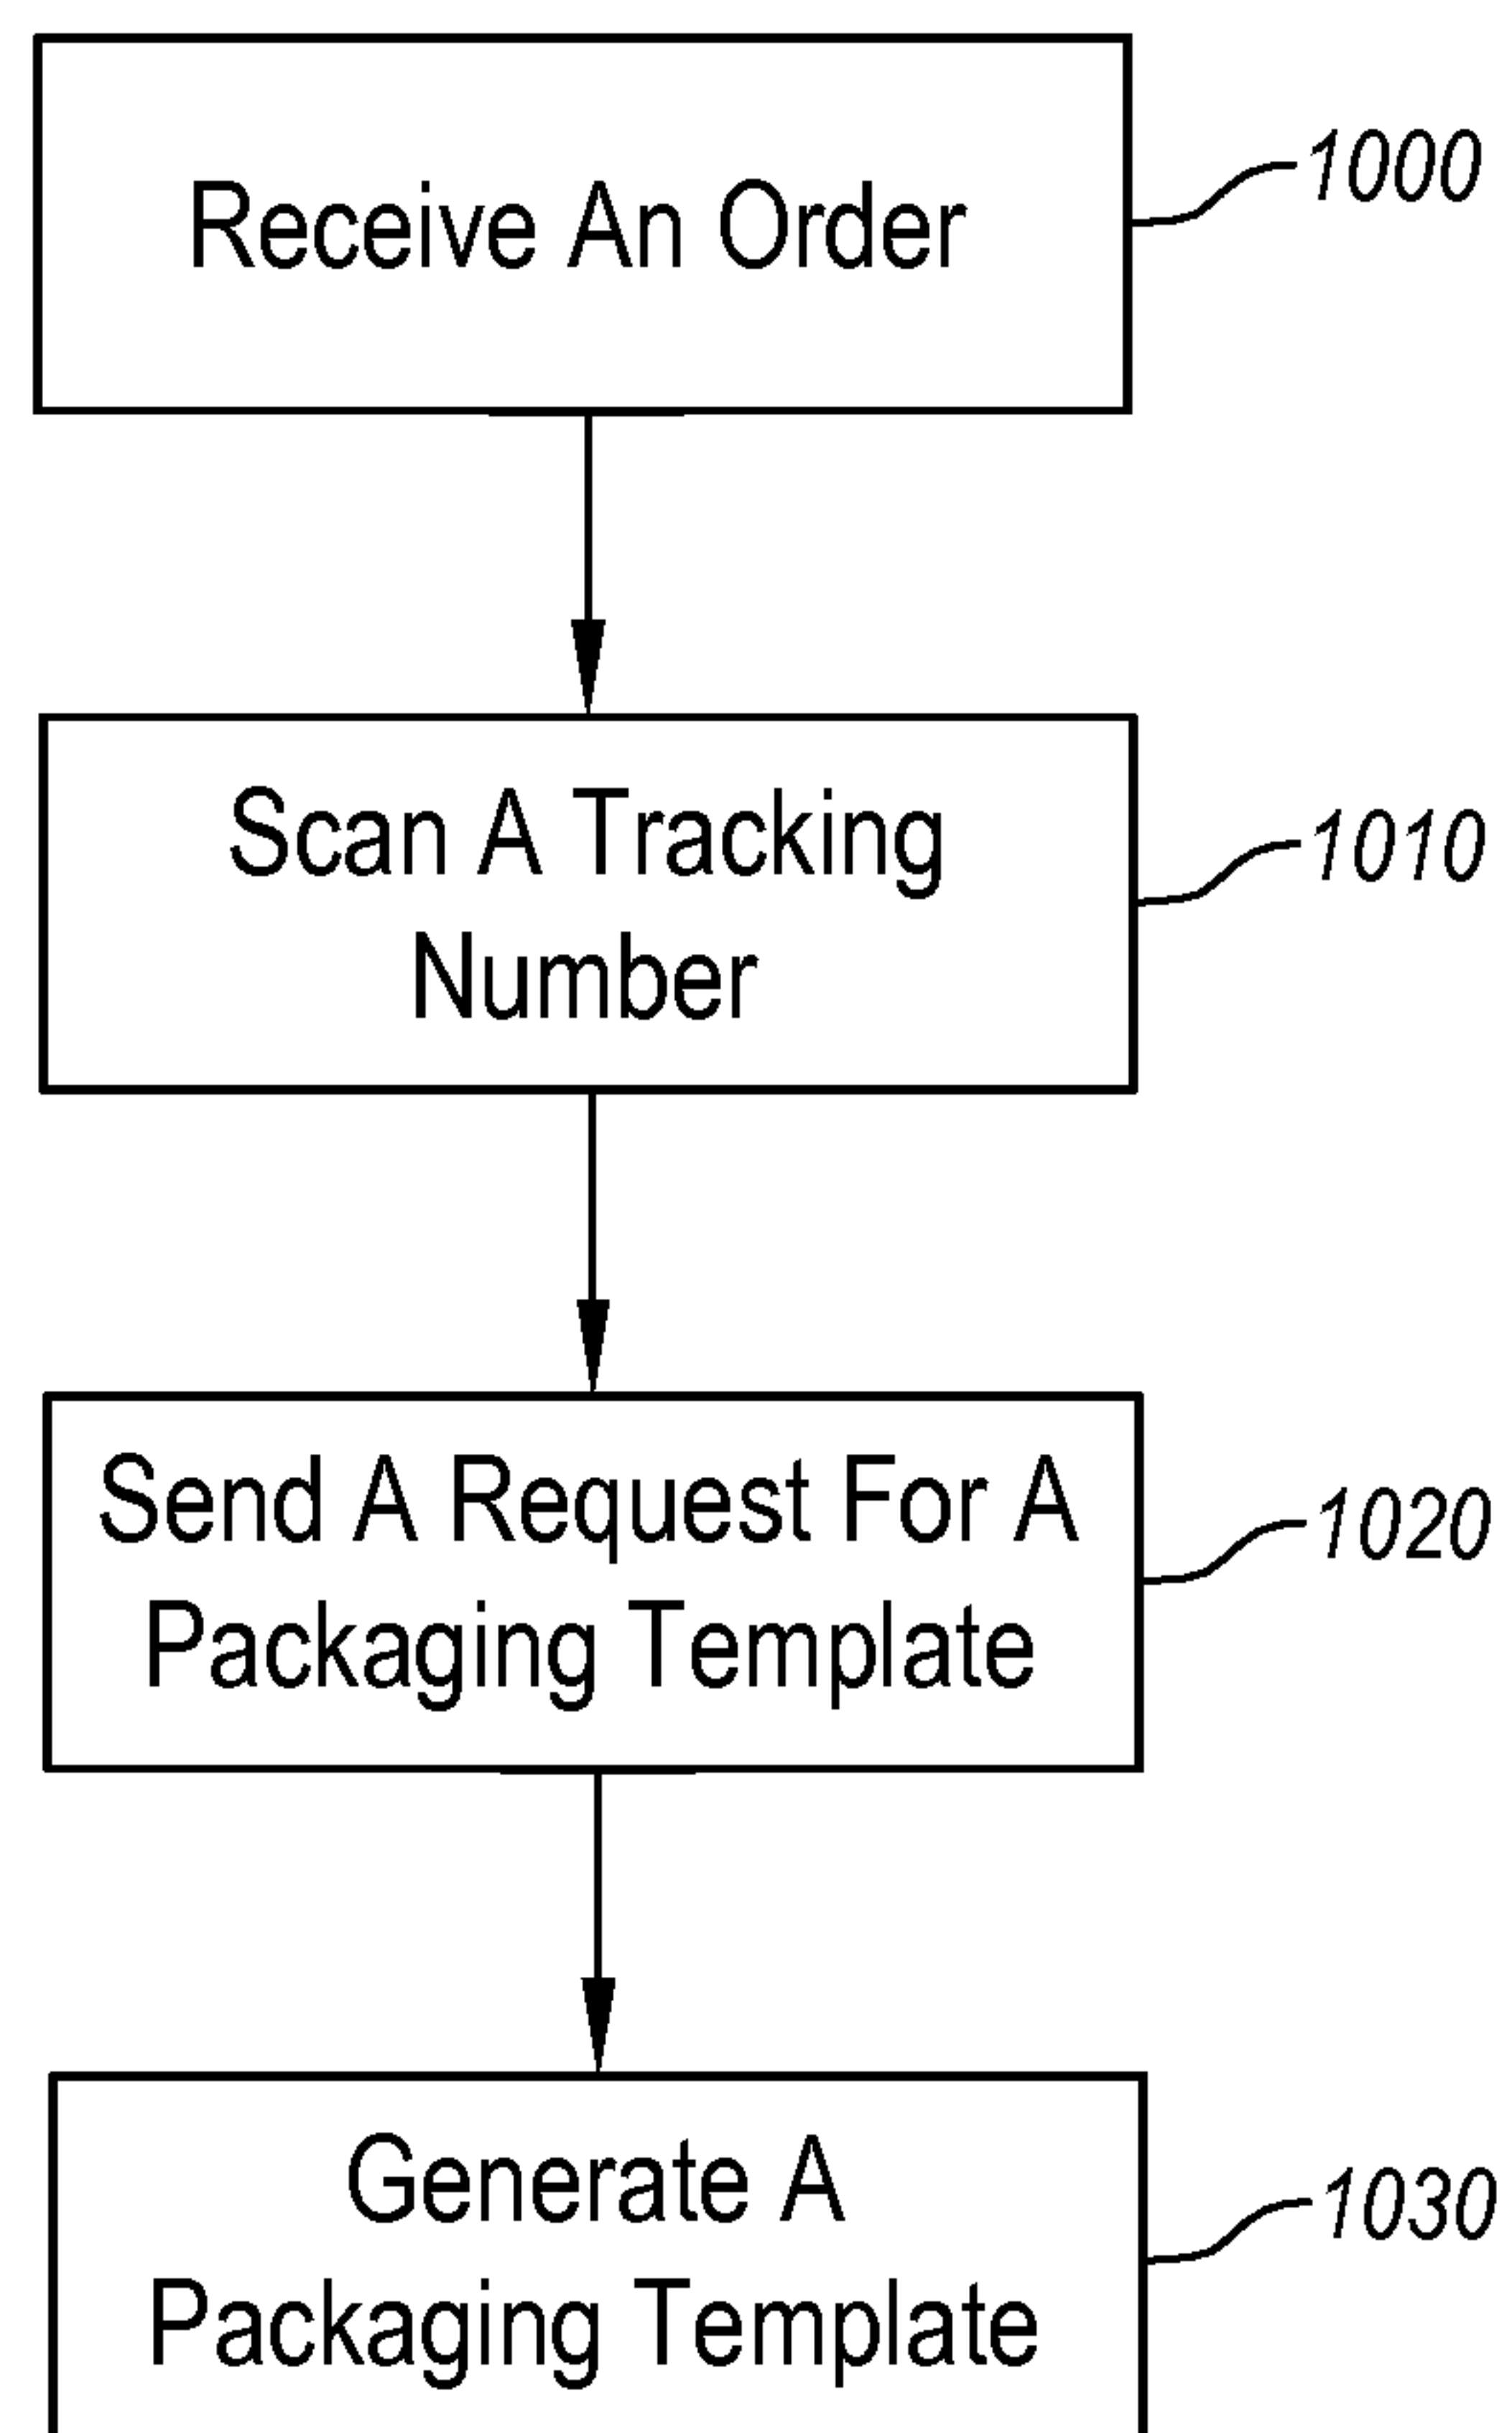 Receive An Order
1000
Scan A Tracking
Number
1010
Send A Request For A
Packaging Template
1020
Generate A
Packaging Template
1030